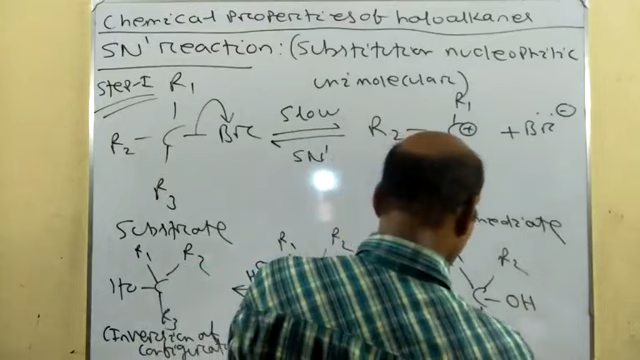 Chemical properties of haloalkanes
SN' reaction: (Substitution nucleophilic
unimolecular)
Step-I
R1
R2 — C — Br
R3
Slow
SN'
R1
R2 — C ⊕ + Br ⊖
Substrate
R1 R2
HO — C
R3
(Inversion of
configurat
R1 R2
R2
C — OH